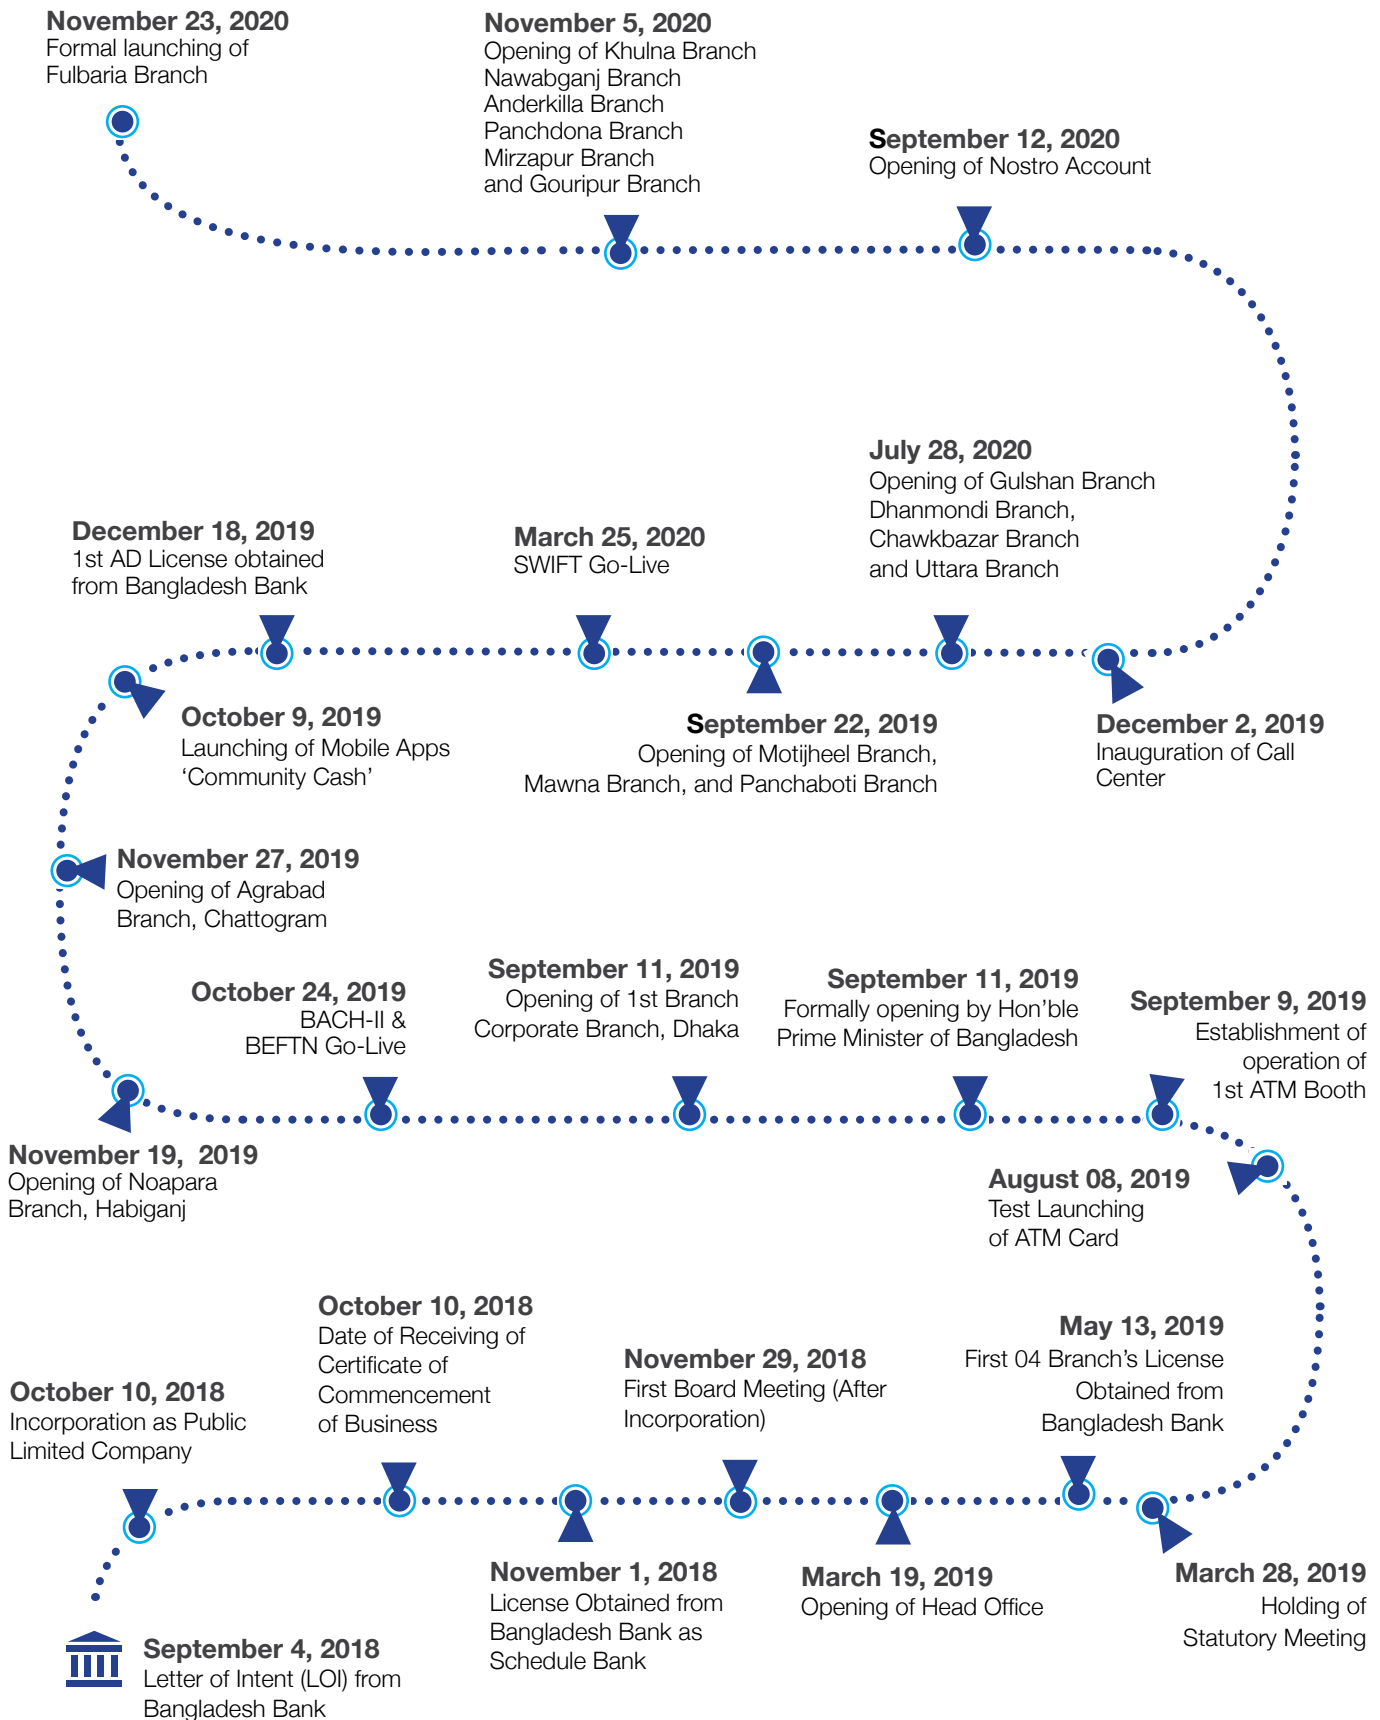 November 23, 2020
Formal launching of
Fulbaria Branch
November 5, 2020
Opening of Khulna Branch
Nawabganj Branch
Anderkilla Branch
Panchdona Branch
Mirzapur Branch
and Gouripur Branch
September 12, 2020
Opening of Nostro Account
July 28, 2020
Opening of Gulshan Branch
Dhanmondi Branch,
Chawkbazar Branch
and Uttara Branch
December 18, 2019
1st AD License obtained
from Bangladesh Bank
March 25, 2020
SWIFT Go-Live
October 9, 2019
Launching of Mobile Apps
‘Community Cash’
September 22, 2019
Opening of Motijheel Branch,
Mawna Branch, and Panchaboti Branch
December 2, 2019
Inauguration of Call
Center
November 27, 2019
Opening of Agrabad
Branch, Chattogram
October 24, 2019
BACH-II &
BEFTN Go-Live
September 11, 2019
Opening of 1st Branch
Corporate Branch, Dhaka
September 11, 2019
Formally opening by Hon’ble
Prime Minister of Bangladesh
September 9, 2019
Establishment of
operation of
1st ATM Booth
November 19,  2019
Opening of Noapara
Branch, Habiganj
August 08, 2019
Test Launching
of ATM Card
October 10, 2018
Incorporation as Public
Limited Company
October 10, 2018
Date of Receiving of
Certificate of
Commencement
of Business
November 29, 2018
First Board Meeting (After
Incorporation)
May 13, 2019
First 04 Branch’s License
Obtained from
Bangladesh Bank
September 4, 2018
Letter of Intent (LOI) from
Bangladesh Bank
November 1, 2018
License Obtained from
Bangladesh Bank as
Schedule Bank
March 19, 2019
Opening of Head Office
March 28, 2019
Holding of
Statutory Meeting